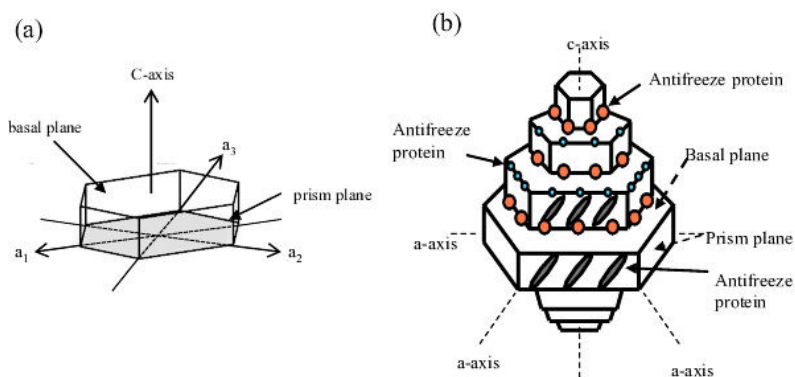 (a)
C-axis
basal plane
a3
prism plane
a1
a2
(b)
c-axis
Antifreeze protein
Antifreeze
protein
Basal plane
a-axis
Prism plane
Antifreeze
protein
a-axis
a-axis